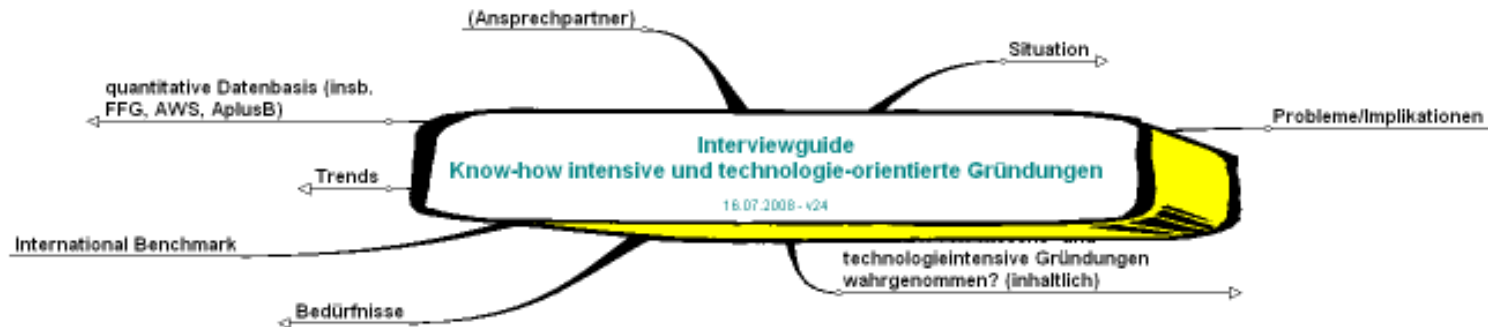 (Ansprechpartner)
Situation
quantitative Datenbasis (insb.
FFG, AWS, AplusB)
Probleme/Implikationen
Interviewguide
Know-how intensive und technologie-orientierte Gründungen
16.07.2008 - v24
Trends
International Benchmark
und
technologieintensive Gründungen
wahrgenommen? (inhaltlich)
Bedürfnisse